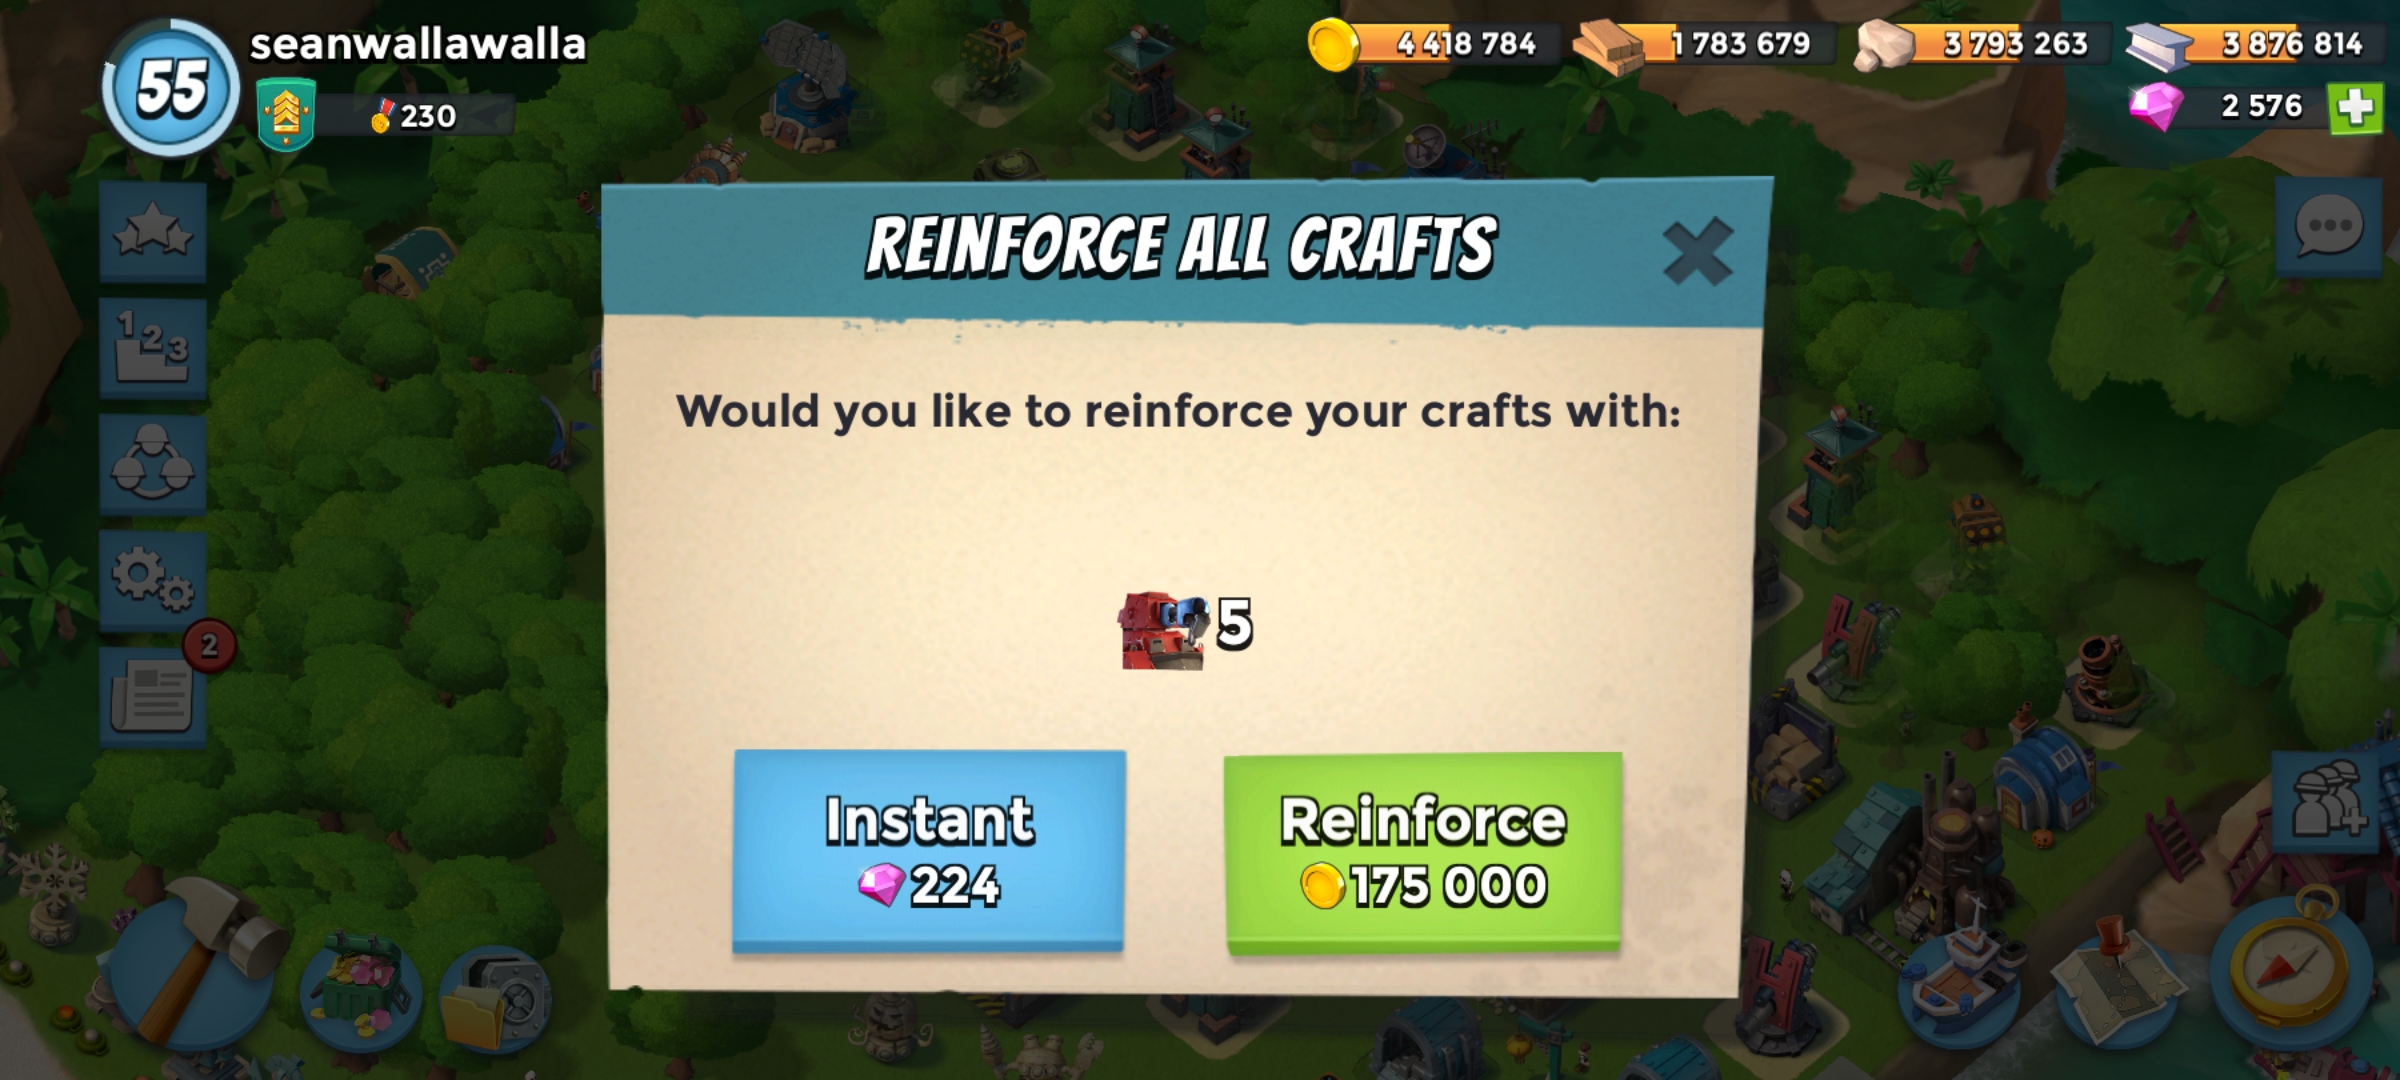 55
seanwallawalla
230
4 418 784
1 783 679
3 793 263
3 876 814
2 576
REINFORCE ALL CRAFTS
1 2 3
Would you like to reinforce your crafts with:
5
2
Instant
224
Reinforce
175 000